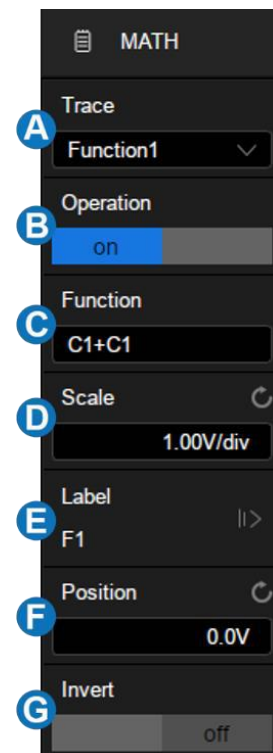 MATH
Trace
A
Function1
Operation
B
on
Function
C
C1+C1
Scale
D
1.00V/div
Label
E
F1
Position
F
0.0V
Invert
G
off